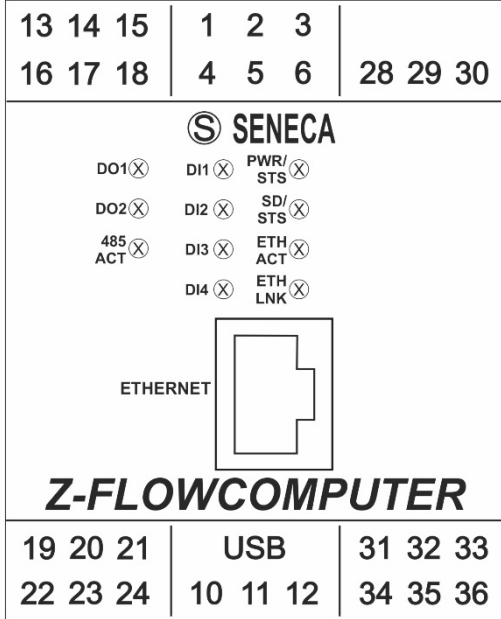 13 14 15 1 2 3
16 17 18 4 5 6 28 29 30
S SENECA
DO1 DI1 PWR/
STS
DO2 DI2 SD/
STS
485
ACT DI3 ETH
ACT
DI4 ETH
LNK
ETHERNET
Z-FLOWCOMPUTER
19 20 21 USB 31 32 33
22 23 24 10 11 12 34 35 36